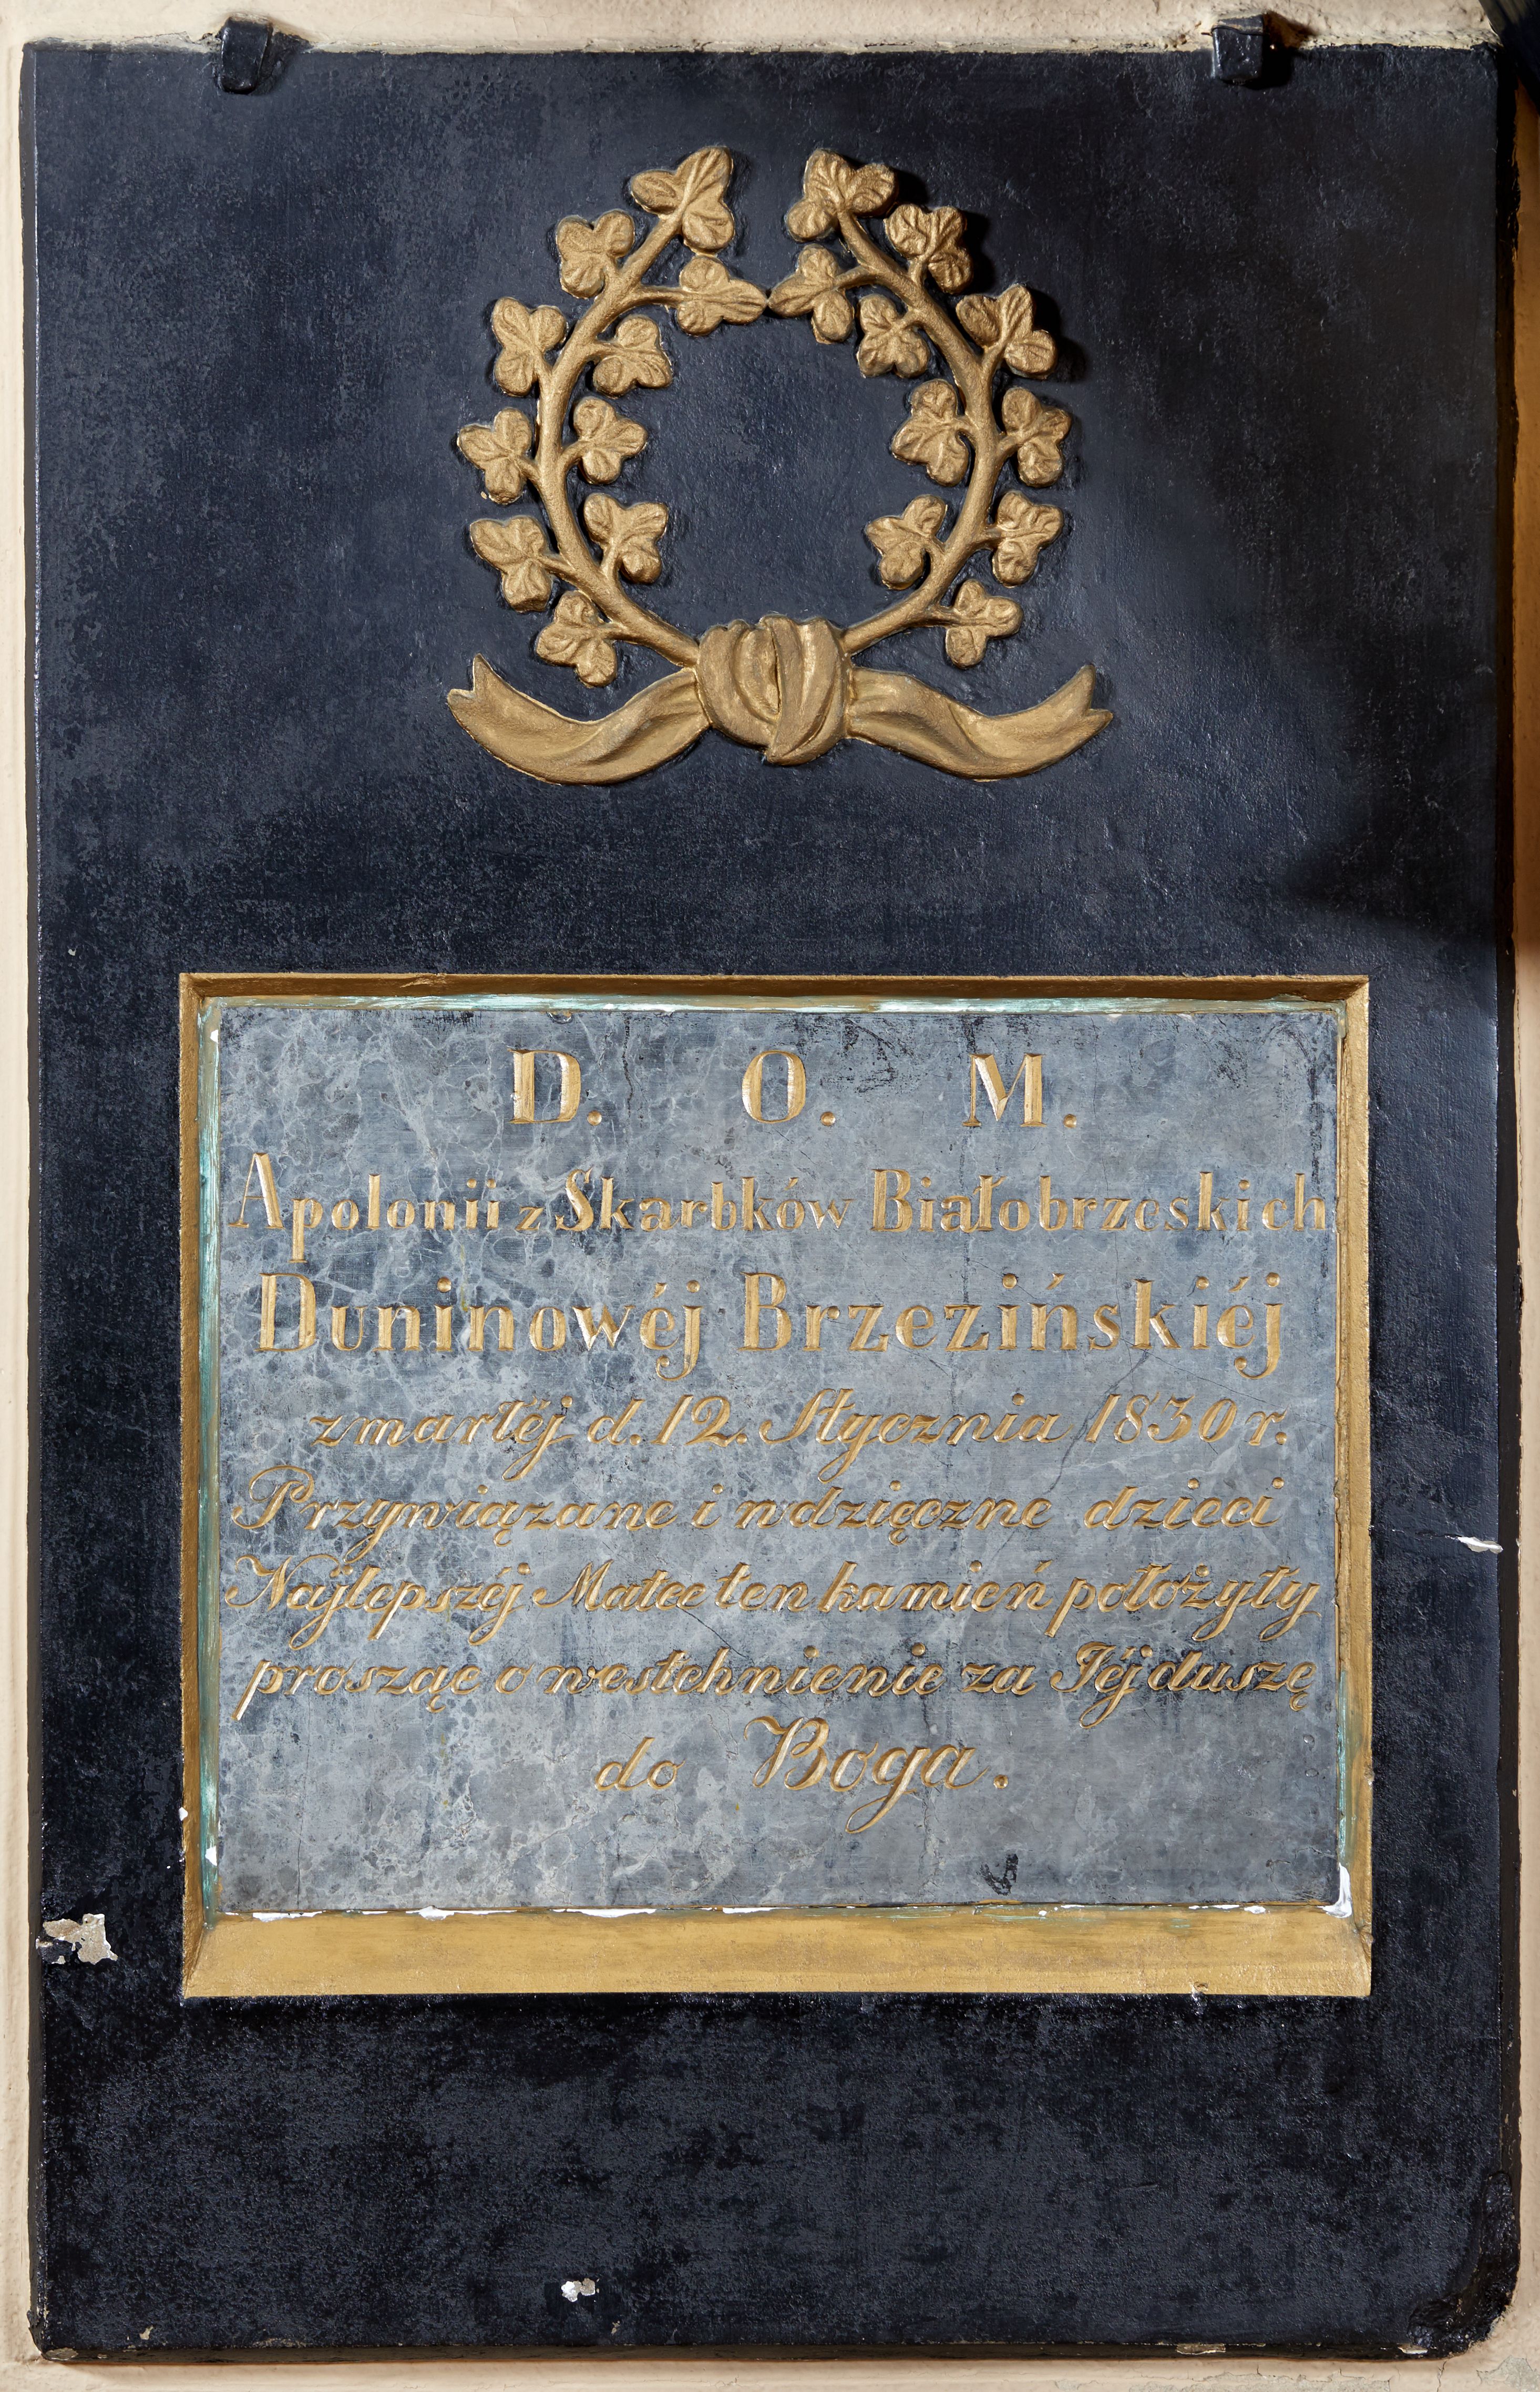 D. O. M.
Apolonii z Skarbków Białobrzeskich
Duninowéj Brzezińskiéj
zmarłéj d. 12. Stycznia 1830 r.
Przywiązane i wdzięczne dzieci
Najlepszéj Matce ten kamień położyły
prosząc o westchnienie za Jéj duszę
do Boga.